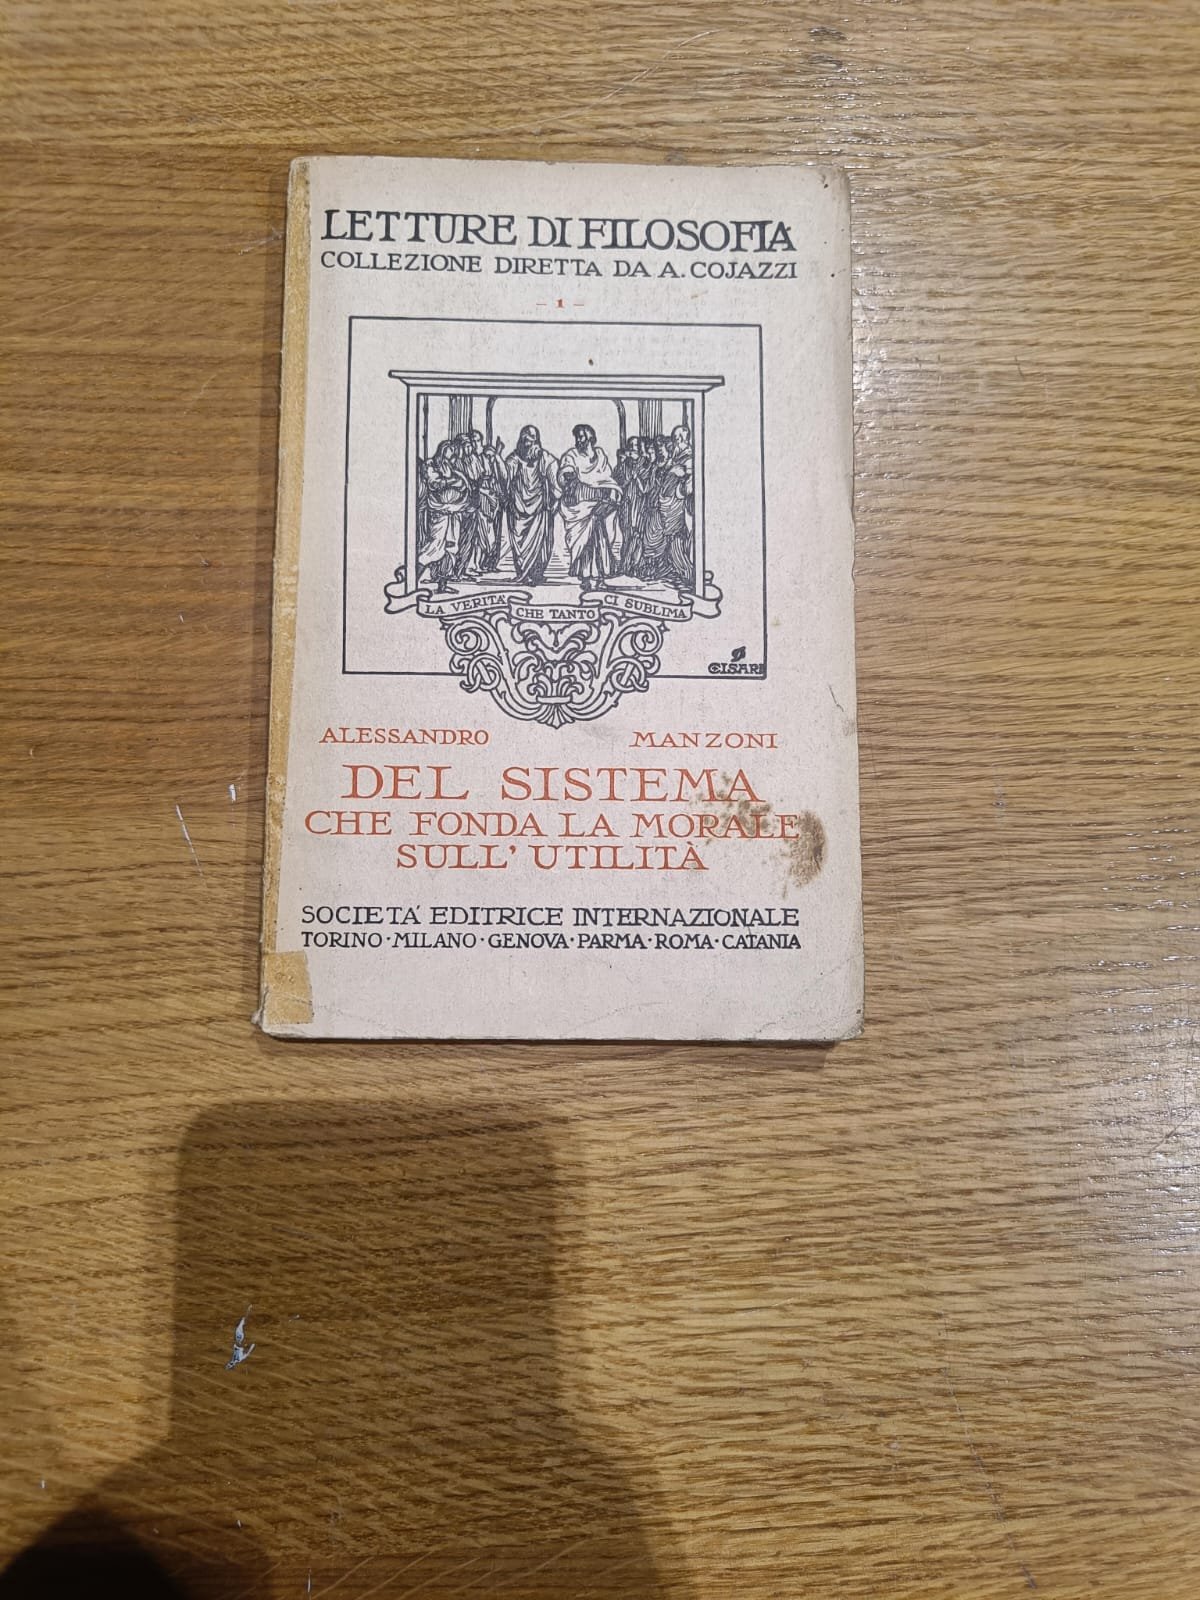 LETTURE DI FILOSOFIA
COLLEZIONE DIRETTA DA A. COJAZZI
- 1 -
LA VERITÀ CHE TANTO CI SUBLIMA
CISARI
ALESSANDRO MANZONI
DEL SISTEMA
CHE FONDA LA MORALE
SULL' UTILITÀ
SOCIETÀ EDITRICE INTERNAZIONALE
TORINO · MILANO · GENOVA · PARMA · ROMA · CATANIA